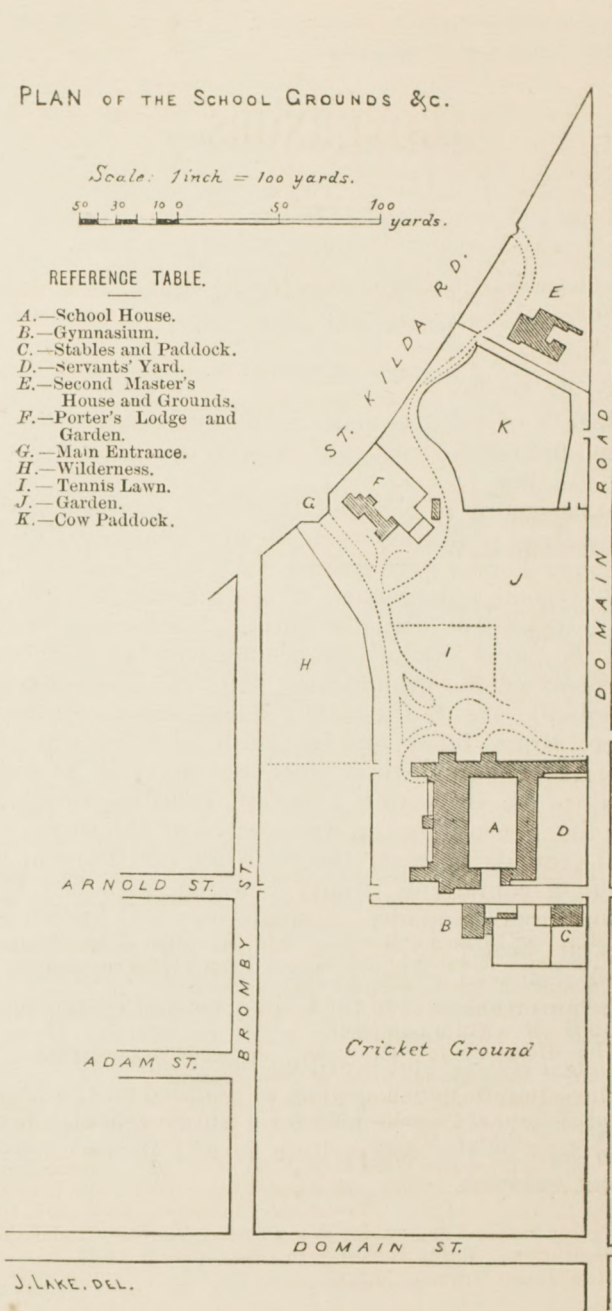 PLAN OF THE SCHOOL GROUNDS &C.
Scale: 1 inch = 100 yards.
50 30 10 0 50 100
yards.
REFERENCE TABLE.
A.—School House.
B.—Gymnasium.
C.—Stables and Paddock.
D.—Servants' Yard.
E.—Second Master's
House and Grounds.
F.—Porter's Lodge and
Garden.
G.—Main Entrance.
H.—Wilderness.
I.—Tennis Lawn.
J.—Garden.
K.—Cow Paddock.
ST. KILDA RD.
E
K
F
G
J
DOMAIN ROAD
I
H
A
D
ARNOLD ST.
BROMBY ST.
B
C
Cricket Ground
ADAM ST.
DOMAIN ST.
J. LAKE. DEL.